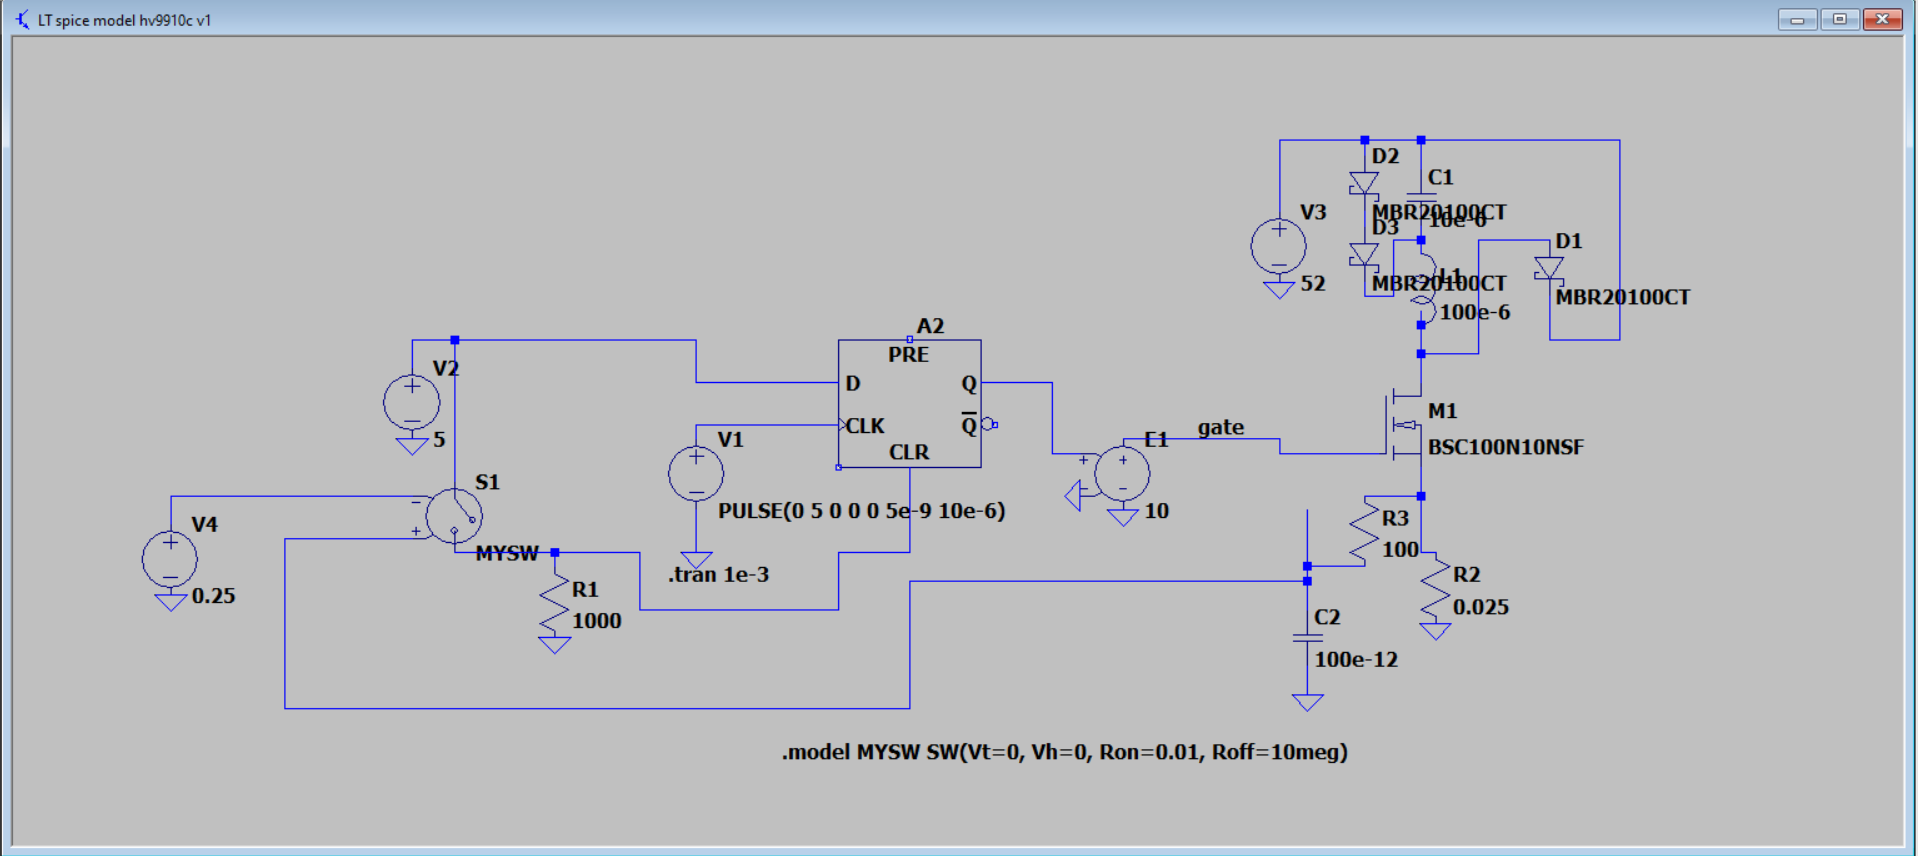 LT spice model hv9910c v1
D2
C1
V3
MBR20100CT
10e-6
D3
D1
L1
52
MBR20100CT
MBR20100CT
100e-6
A2
PRE
V2
D
Q
M1
CLK
Q
gate
V1
E1
5
BSC100N10NSF
CLR
S1
PULSE(0 5 0 0 0 5e-9 10e-6)
10
V4
R3
MYSW
100
.tran 1e-3
R2
R1
0.25
0.025
1000
C2
100e-12
.model MYSW SW(Vt=0, Vh=0, Ron=0.01, Roff=10meg)